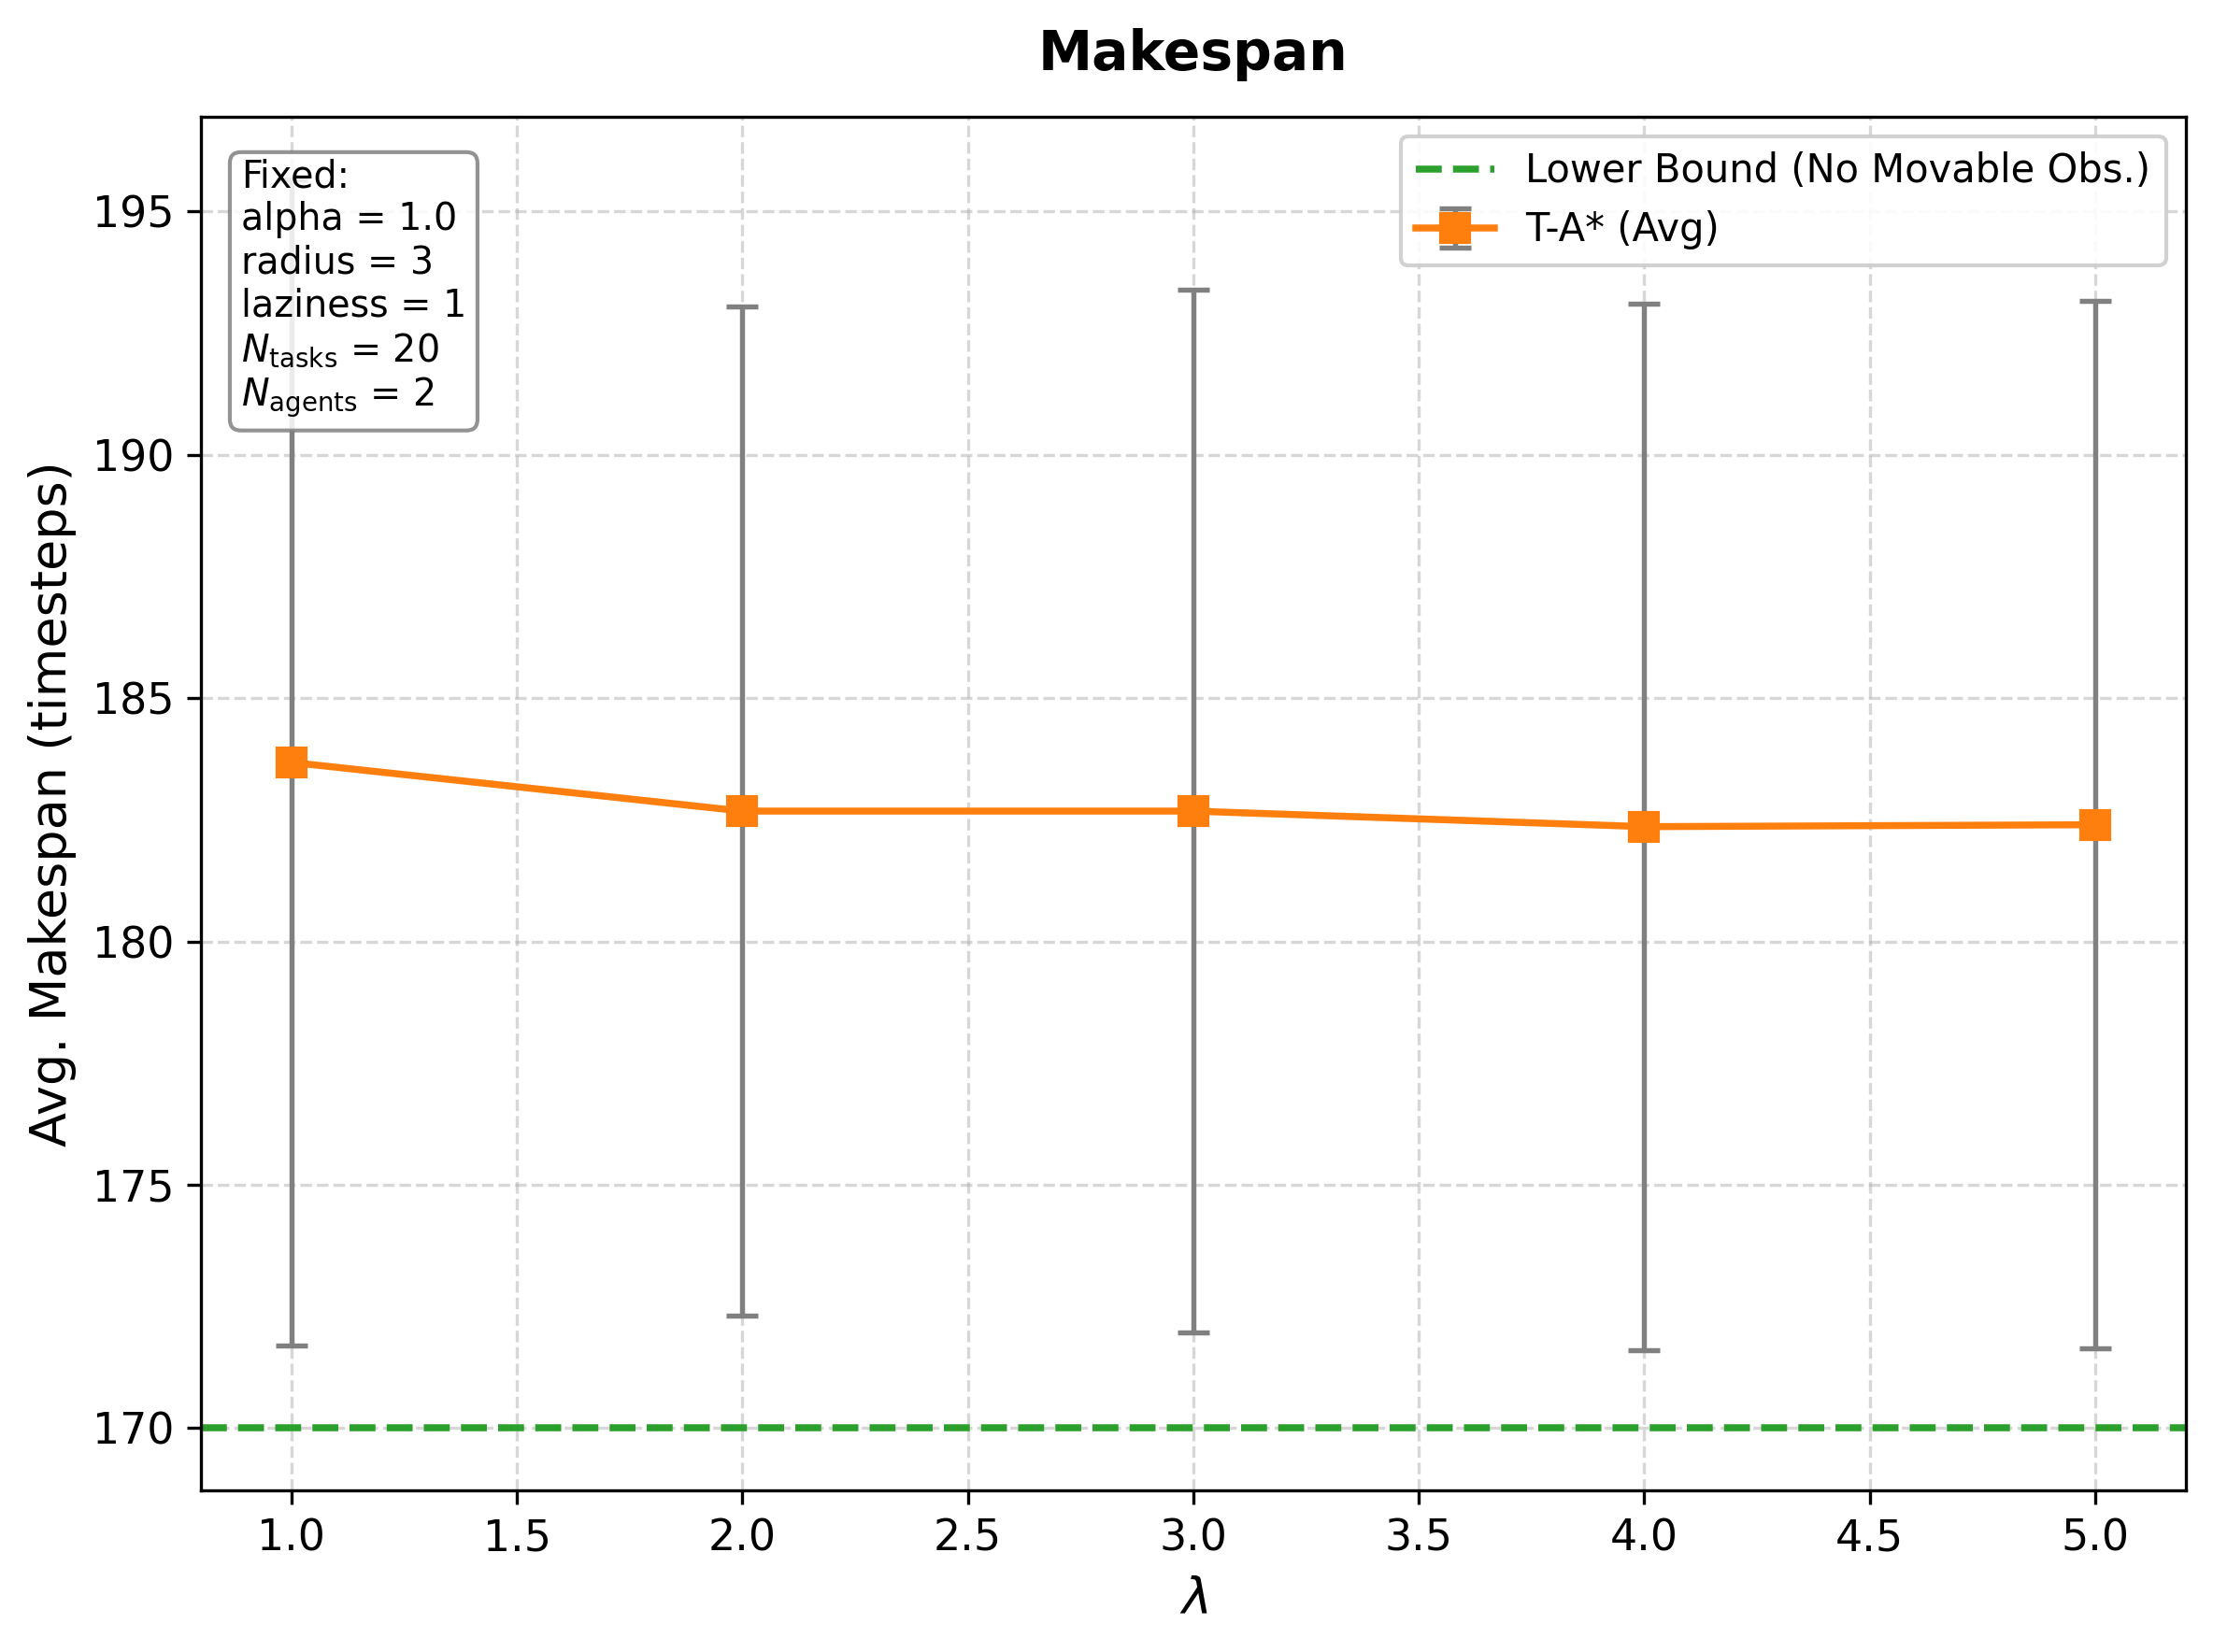 Makespan
Fixed:
alpha = 1.0
radius = 3
laziness = 1
N_tasks = 20
N_agents = 2
Lower Bound (No Movable Obs.)
T-A* (Avg)
Avg. Makespan (timesteps)
195
190
185
180
175
170
1.0 1.5 2.0 2.5 3.0 3.5 4.0 4.5 5.0
λ